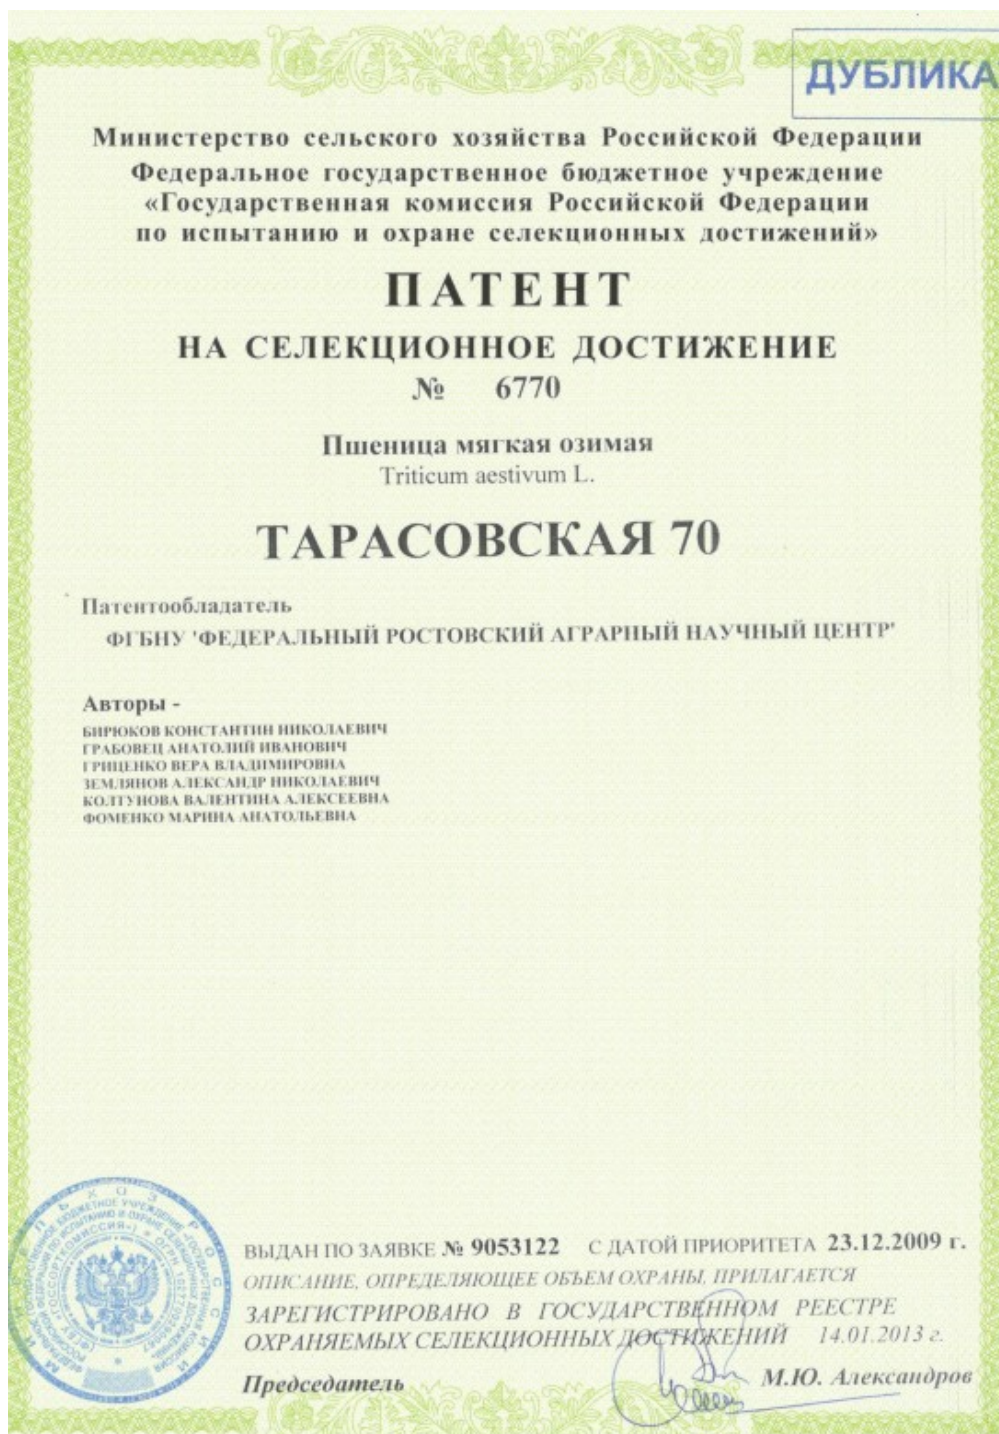 ДУБЛИКА
Министерство сельского хозяйства Российской Федерации
Федеральное государственное бюджетное учреждение
«Государственная комиссия Российской Федерации
по испытанию и охране селекционных достижений»
ПАТЕНТ
НА СЕЛЕКЦИОННОЕ ДОСТИЖЕНИЕ
№ 6770
Пшеница мягкая озимая
Triticum aestivum L.
ТАРАСОВСКАЯ 70
Патентообладатель
ФГБНУ 'ФЕДЕРАЛЬНЫЙ РОСТОВСКИЙ АГРАРНЫЙ НАУЧНЫЙ ЦЕНТР'
Авторы -
БИРЮКОВ КОНСТАНТИН НИКОЛАЕВИЧ
ГРАБОВЕЦ АНАТОЛИЙ ИВАНОВИЧ
ГРИЦЕНКО ВЕРА ВЛАДИМИРОВНА
ЗЕМЛЯНОВ АЛЕКСАНДР НИКОЛАЕВИЧ
КОЛТУНОВА ВАЛЕНТИНА АЛЕКСЕЕВНА
ФОМЕНКО МАРИНА АНАТОЛЬЕВНА
ВЫДАН ПО ЗАЯВКЕ № 9053122 С ДАТОЙ ПРИОРИТЕТА 23.12.2009 г.
ОПИСАНИЕ, ОПРЕДЕЛЯЮЩЕЕ ОБЪЕМ ОХРАНЫ, ПРИЛАГАЕТСЯ
ЗАРЕГИСТРИРОВАНО В ГОСУДАРСТВЕННОМ РЕЕСТРЕ
ОХРАНЯЕМЫХ СЕЛЕКЦИОННЫХ ДОСТИЖЕНИЙ 14.01.2013 г.
Председатель М.Ю. Александров